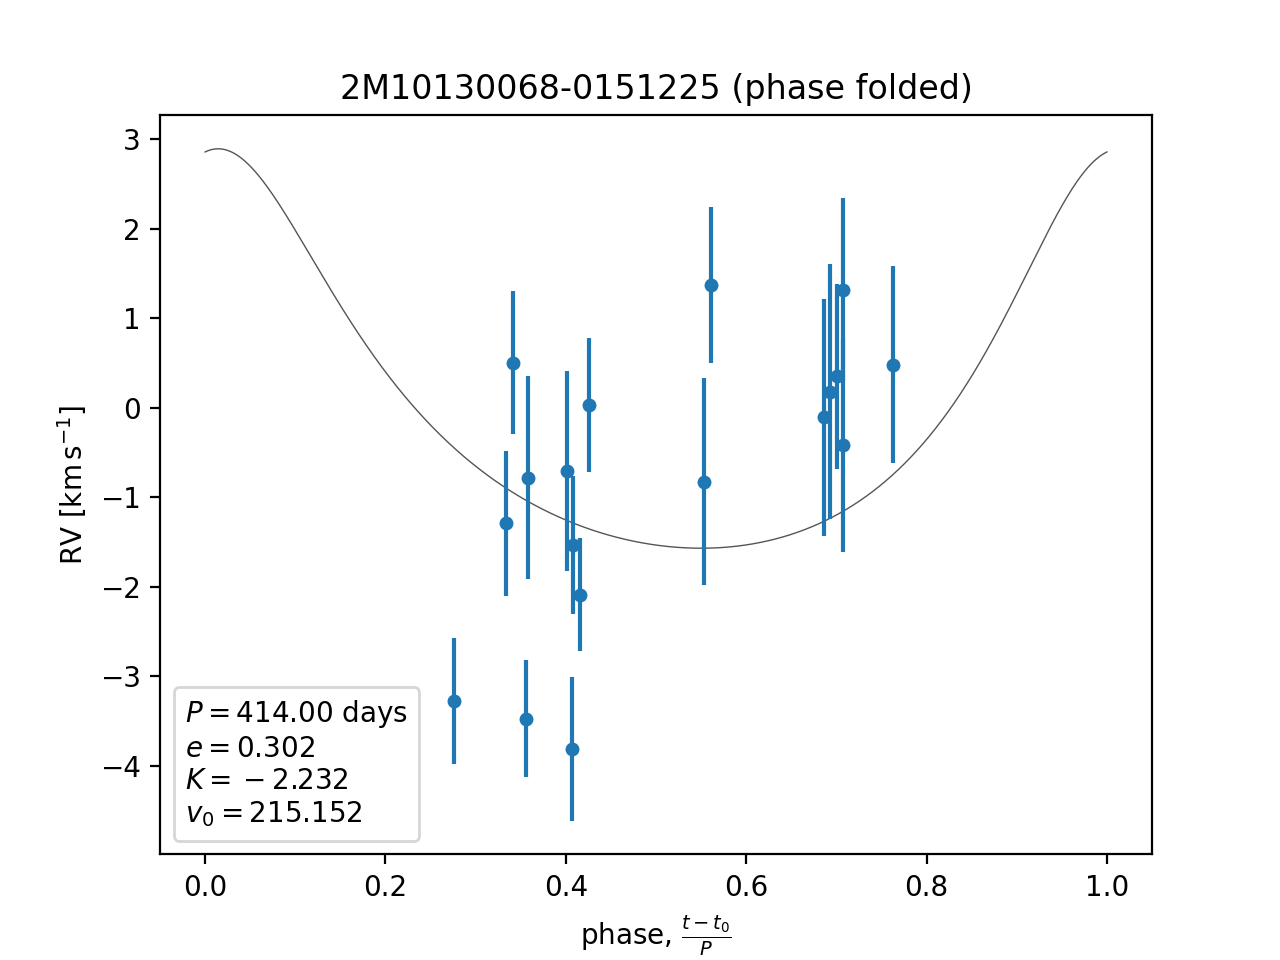 2M10130068-0151225 (phase folded)
3
2
1
0
−1
−2
−3
−4
RV [km s⁻¹]
P = 414.00 days
e = 0.302
K = −2.232
v₀ = 215.152
0.0 0.2 0.4 0.6 0.8 1.0
phase, (t − t₀)/P